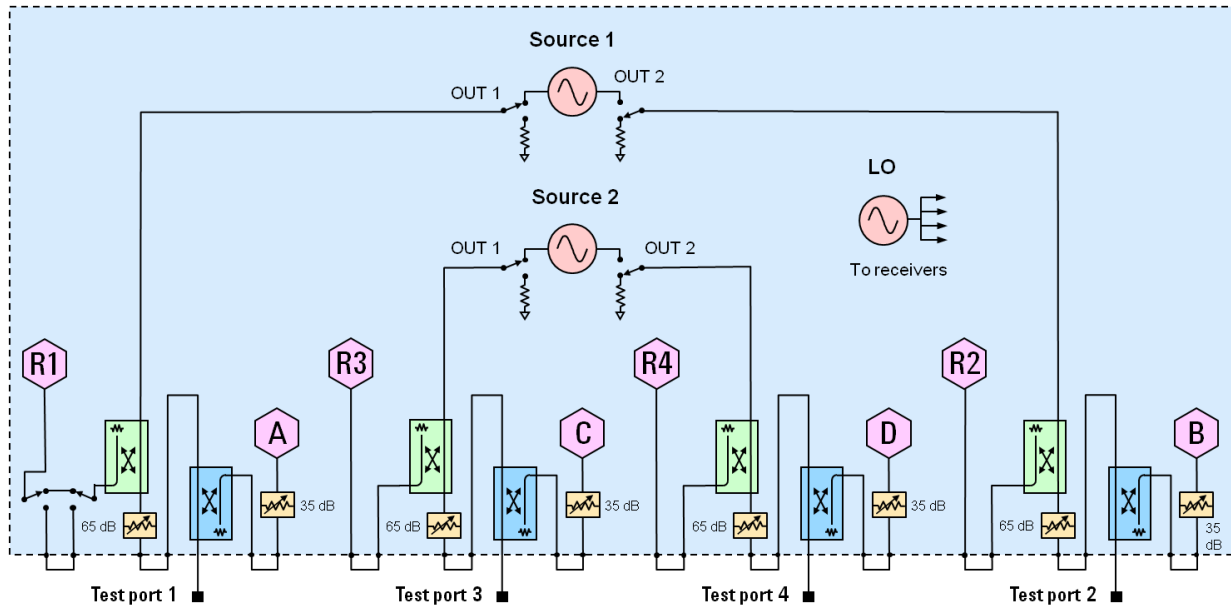 Source 1
OUT 1
OUT 2
LO
Source 2
OUT 1
OUT 2
To receivers
R1
R3
R4
R2
A
C
D
B
65 dB
35 dB
65 dB
35 dB
65 dB
35 dB
65 dB
35
dB
Test port 1
Test port 3
Test port 4
Test port 2